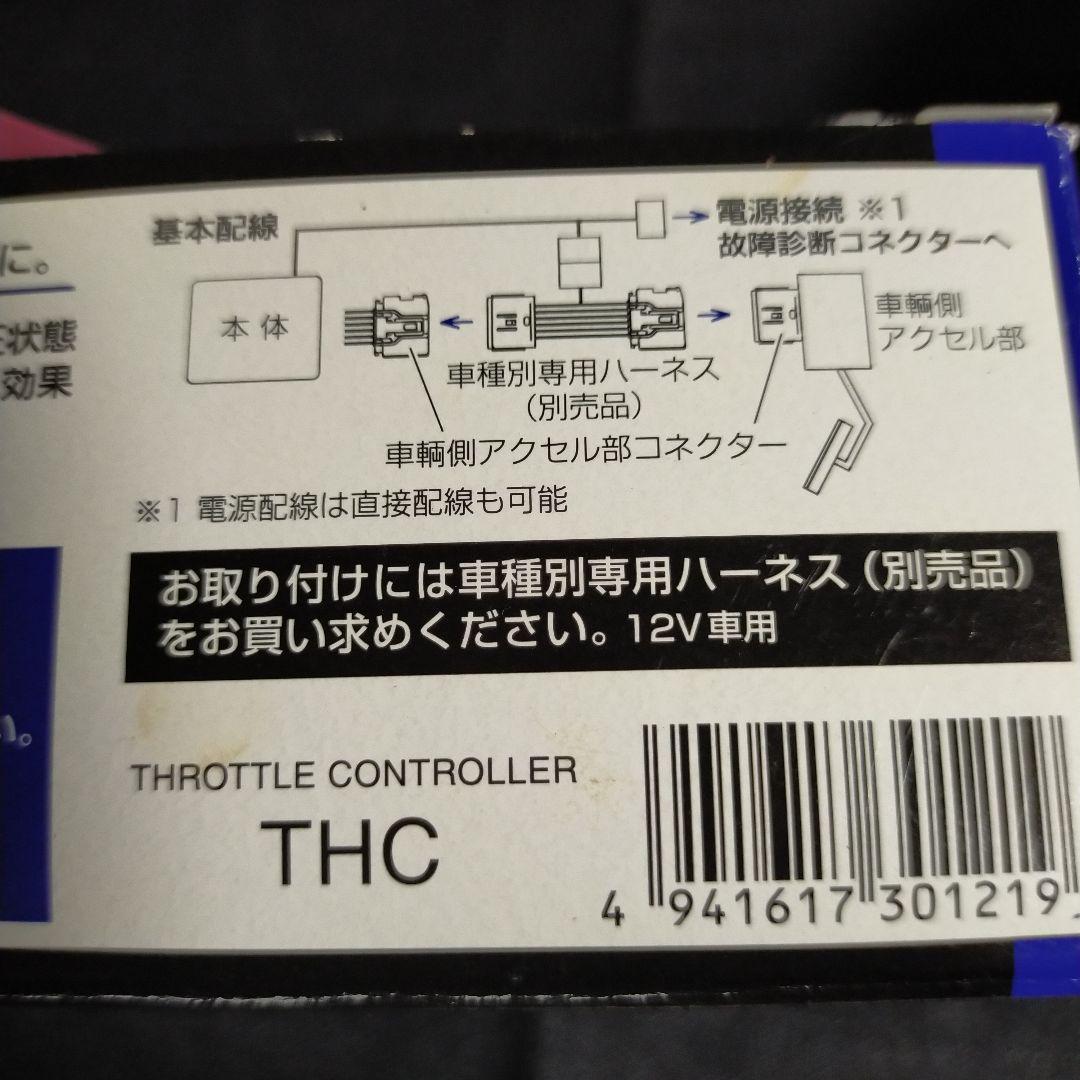 に。
状態
効果
い。
基本配線
電源接続 ※1
故障診断コネクターへ
本 体
車輌側
アクセル部
車種別専用ハーネス
（別売品）
車輌側アクセル部コネクター
※1 電源配線は直接配線も可能
お取り付けには車種別専用ハーネス（別売品）
をお買い求めください。12V車用
THROTTLE CONTROLLER
THC
4 941617 301219